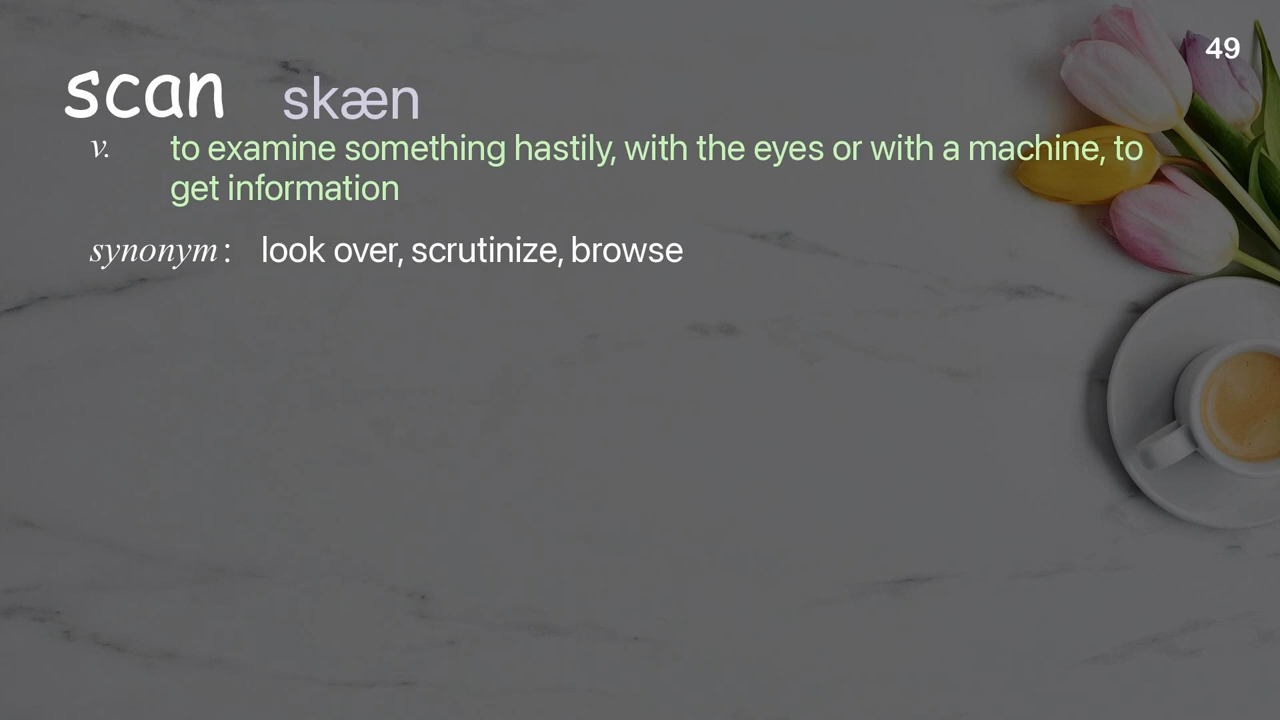 49
scan skæn
v. to examine something hastily, with the eyes or with a machine, to
get information
synonym : look over, scrutinize, browse